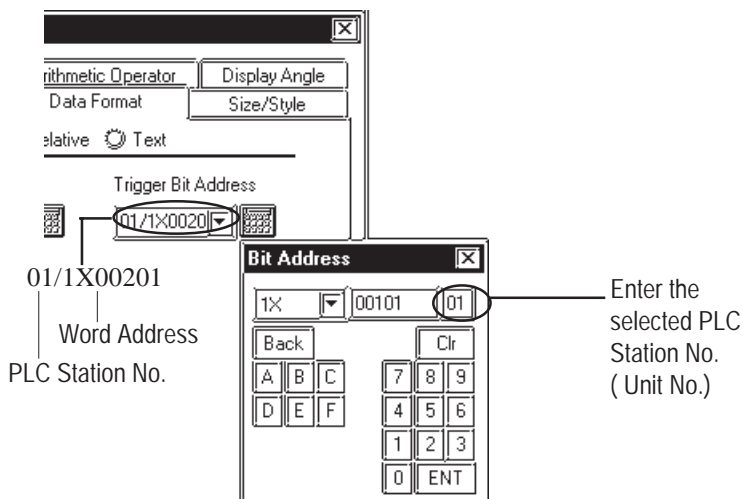 rithmetic Operator Display Angle
Data Format Size/Style
elative Text
Trigger Bit Address
01/1X0020
Bit Address
01/1X00201
Word Address
PLC Station No.
1X 00101 01
Enter the
selected PLC
Station No.
( Unit No.)
Back Clr
A B C 7 8 9
D E F 4 5 6
1 2 3
0 ENT